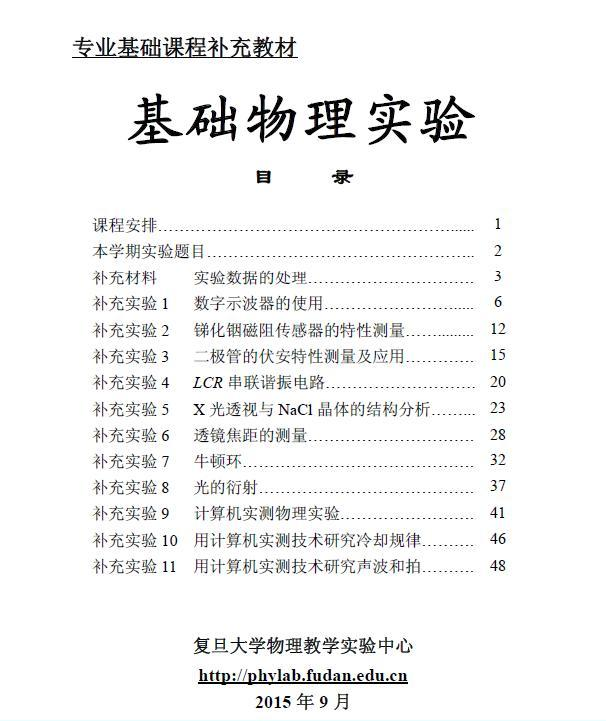 专业基础课程补充教材
基础物理实验
目 录
课程安排……………………………………………...... 1
本学期实验题目………………………………………….. 2
补充材料 实验数据的处理………………………….. 3
补充实验 1 数字示波器的使用……………………...... 6
补充实验 2 锑化铟磁阻传感器的特性测量……......... 12
补充实验 3 二极管的伏安特性测量及应用………….. 15
补充实验 4 LCR 串联谐振电路……………………….. 20
补充实验 5 X 光透视与 NaCl 晶体的结构分析……... 23
补充实验 6 透镜焦距的测量………………………….. 28
补充实验 7 牛顿环…………………………………….. 32
补充实验 8 光的衍射………………………………….. 37
补充实验 9 计算机实测物理实验…………………….. 41
补充实验 10 用计算机实测技术研究冷却规律……….. 46
补充实验 11 用计算机实测技术研究声波和拍………. 48
复旦大学物理教学实验中心
http://phylab.fudan.edu.cn
2015 年 9 月